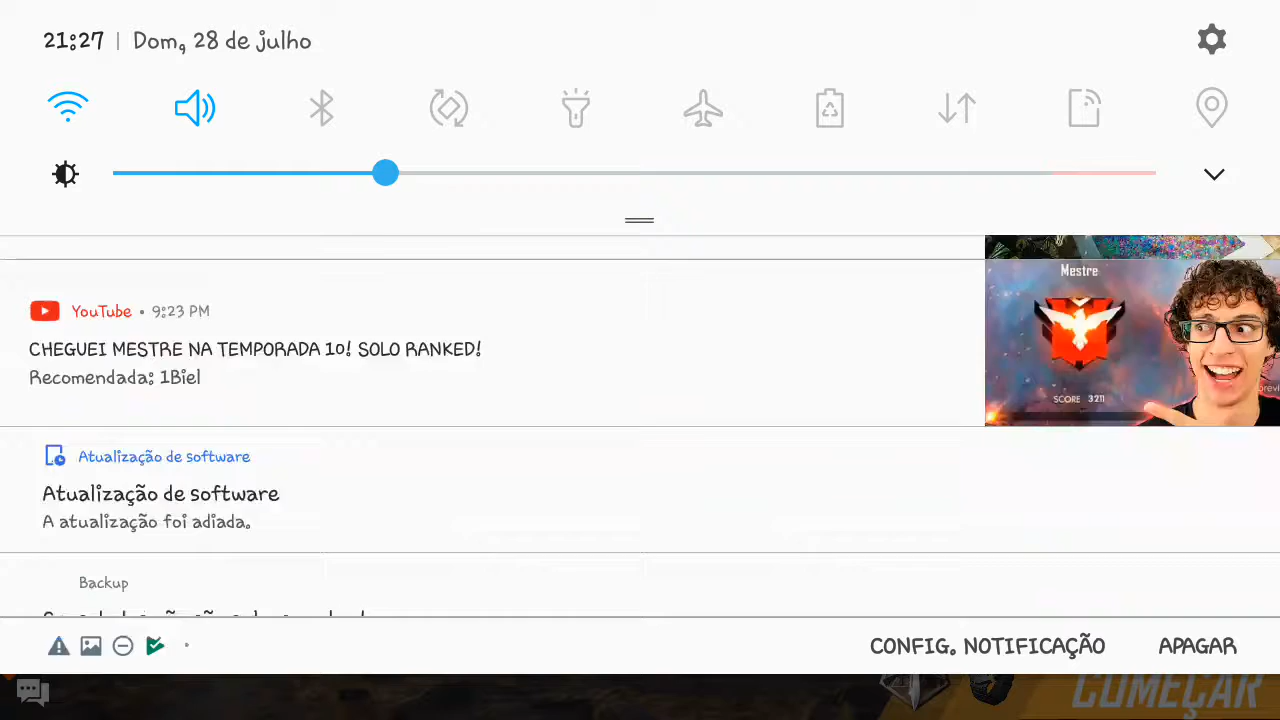 21:27 | Dom, 28 de julho
YouTube • 9:23 PM
CHEGUEI MESTRE NA TEMPORADA 10! SOLO RANKED!
Recomendada: 1Biel
Mestre
SCORE 3211
Atualização de software
Atualização de software
A atualização foi adiada.
Backup
CONFIG. NOTIFICAÇÃO
APAGAR
COMEÇAR